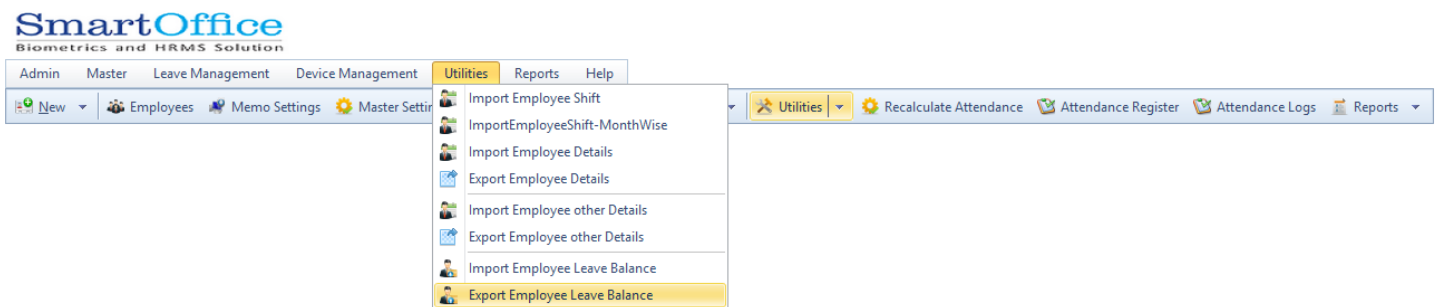 SmartOffice
Biometrics and HRMS Solution
Admin Master Leave Management Device Management Utilities Reports Help
New Employees Memo Settings Master Settin Utilities Recalculate Attendance Attendance Register Attendance Logs Reports
Import Employee Shift
ImportEmployeeShift-MonthWise
Import Employee Details
Export Employee Details
Import Employee other Details
Export Employee other Details
Import Employee Leave Balance
Export Employee Leave Balance